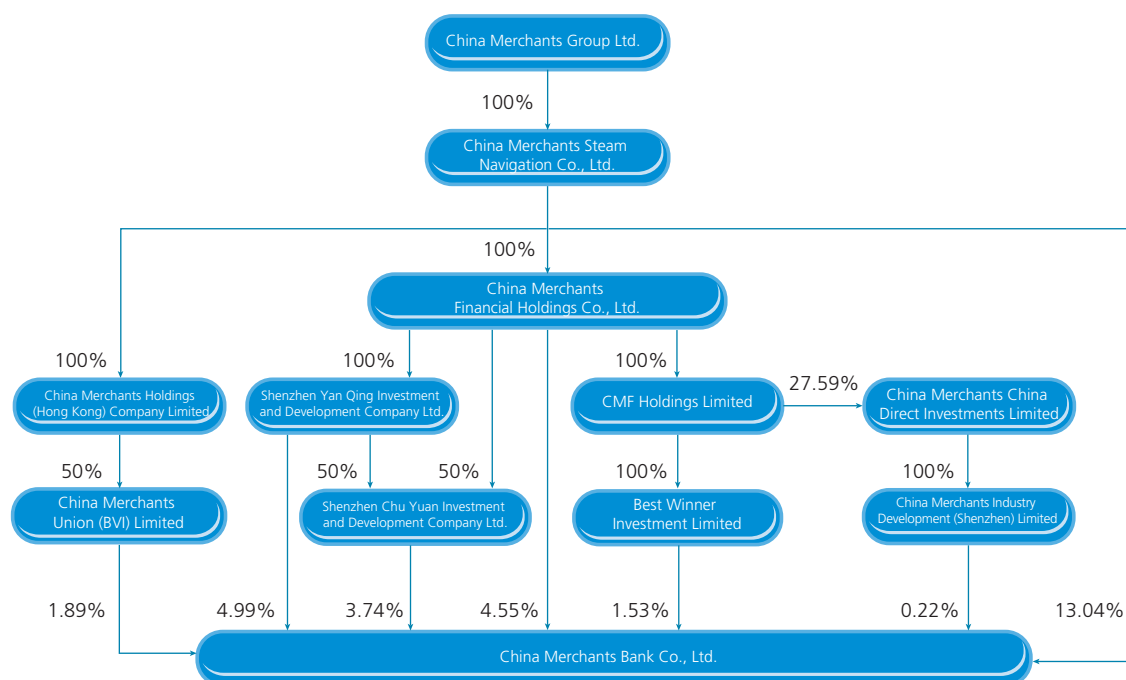 China Merchants Group Ltd.
100%
China Merchants Steam
Navigation Co., Ltd.
100%
China Merchants
Financial Holdings Co., Ltd.
100%
100%
100%
27.59%
China Merchants Holdings
(Hong Kong) Company Limited
Shenzhen Yan Qing Investment
and Development Company Ltd.
CMF Holdings Limited
China Merchants China
Direct Investments Limited
50%
50%
50%
100%
100%
China Merchants
Union (BVI) Limited
Shenzhen Chu Yuan Investment
and Development Company Ltd.
Best Winner
Investment Limited
China Merchants Industry
Development (Shenzhen) Limited
1.89%
4.99%
3.74%
4.55%
1.53%
0.22%
13.04%
China Merchants Bank Co., Ltd.